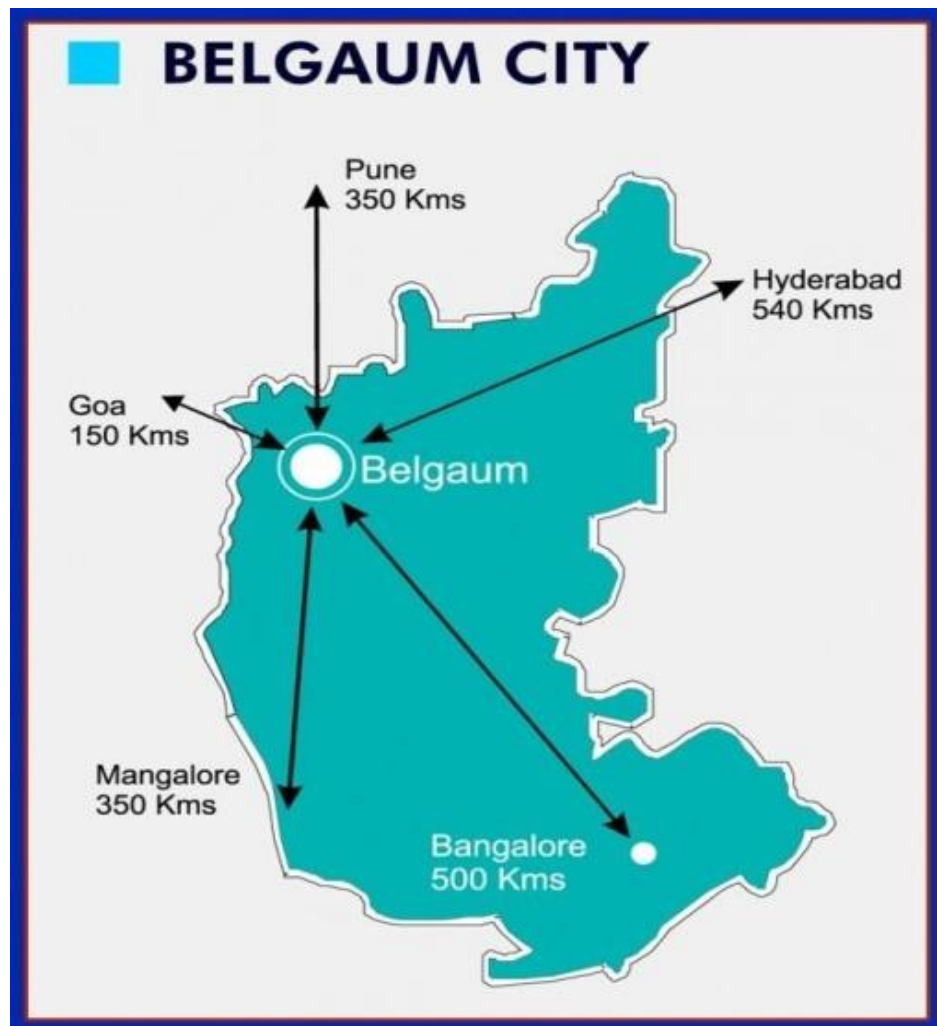 BELGAUM CITY
Pune
350 Kms
Hyderabad
540 Kms
Goa
150 Kms
Belgaum
Mangalore
350 Kms
Bangalore
500 Kms